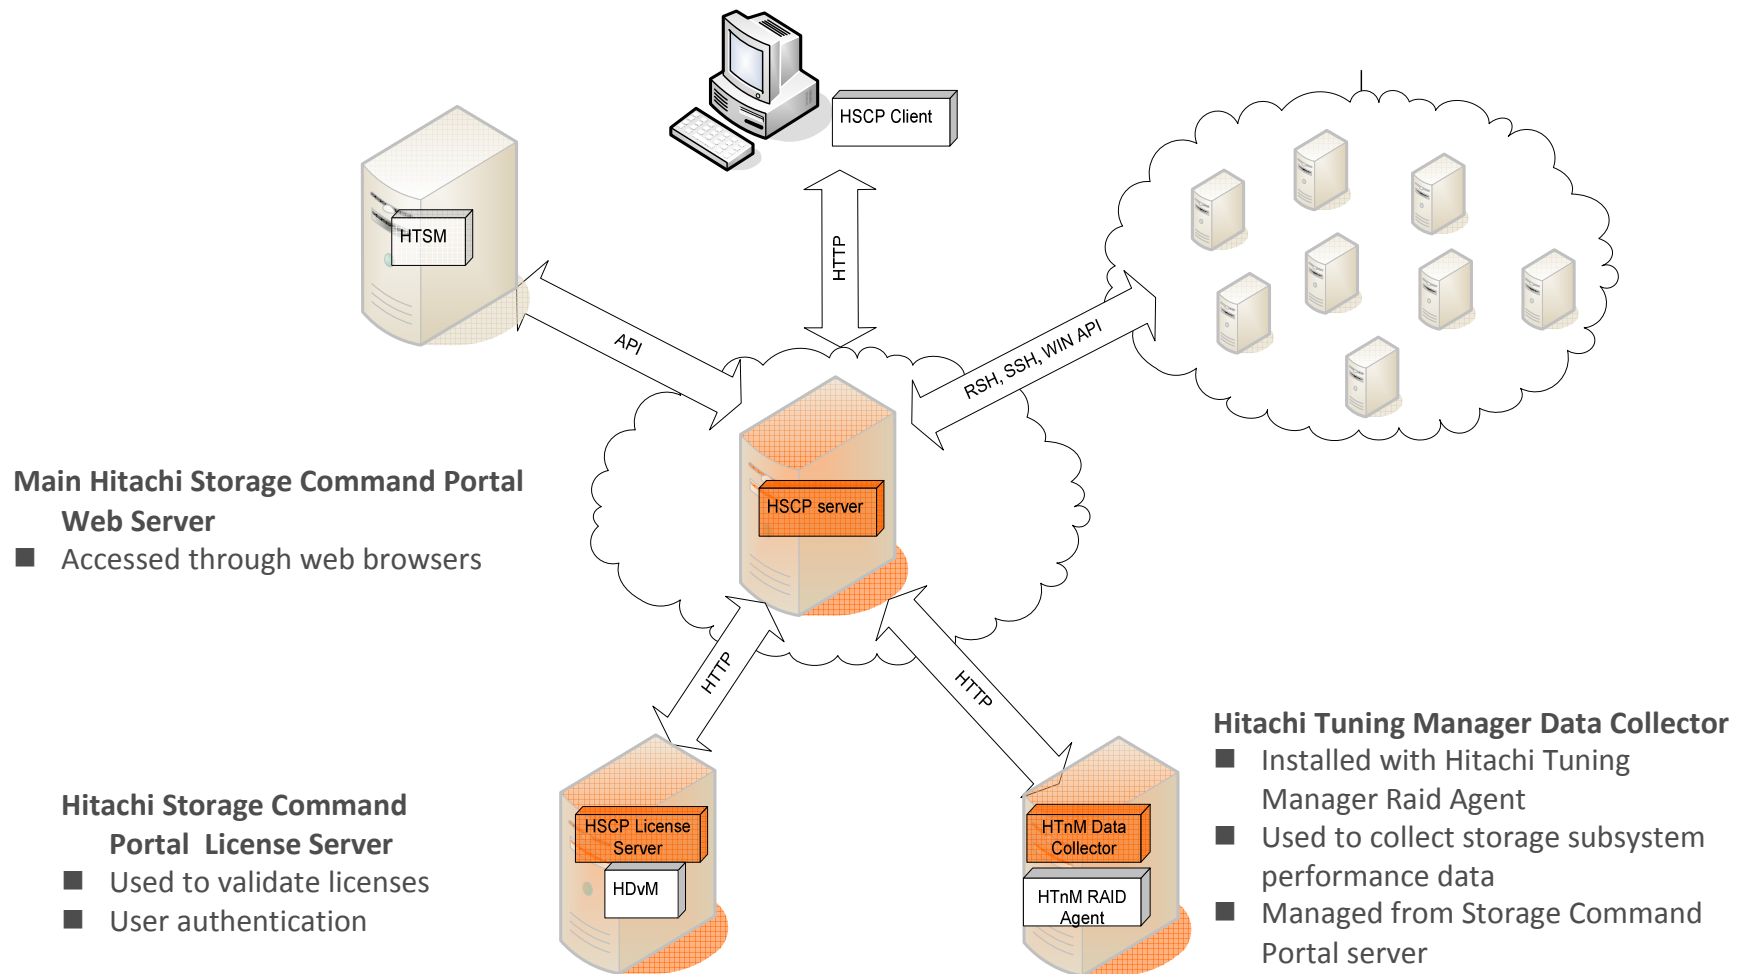 HSCP Client
HTSM
HTTP
API
RSH, SSH, WIN API
Main Hitachi Storage Command Portal
Web Server
Accessed through web browsers
HSCP server
HTTP
HTTP
Hitachi Storage Command
Portal License Server
Used to validate licenses
User authentication
HSCP License
Server
HDvM
HTnM Data
Collector
HTnM RAID
Agent
Hitachi Tuning Manager Data Collector
Installed with Hitachi Tuning
Manager Raid Agent
Used to collect storage subsystem
performance data
Managed from Storage Command
Portal server